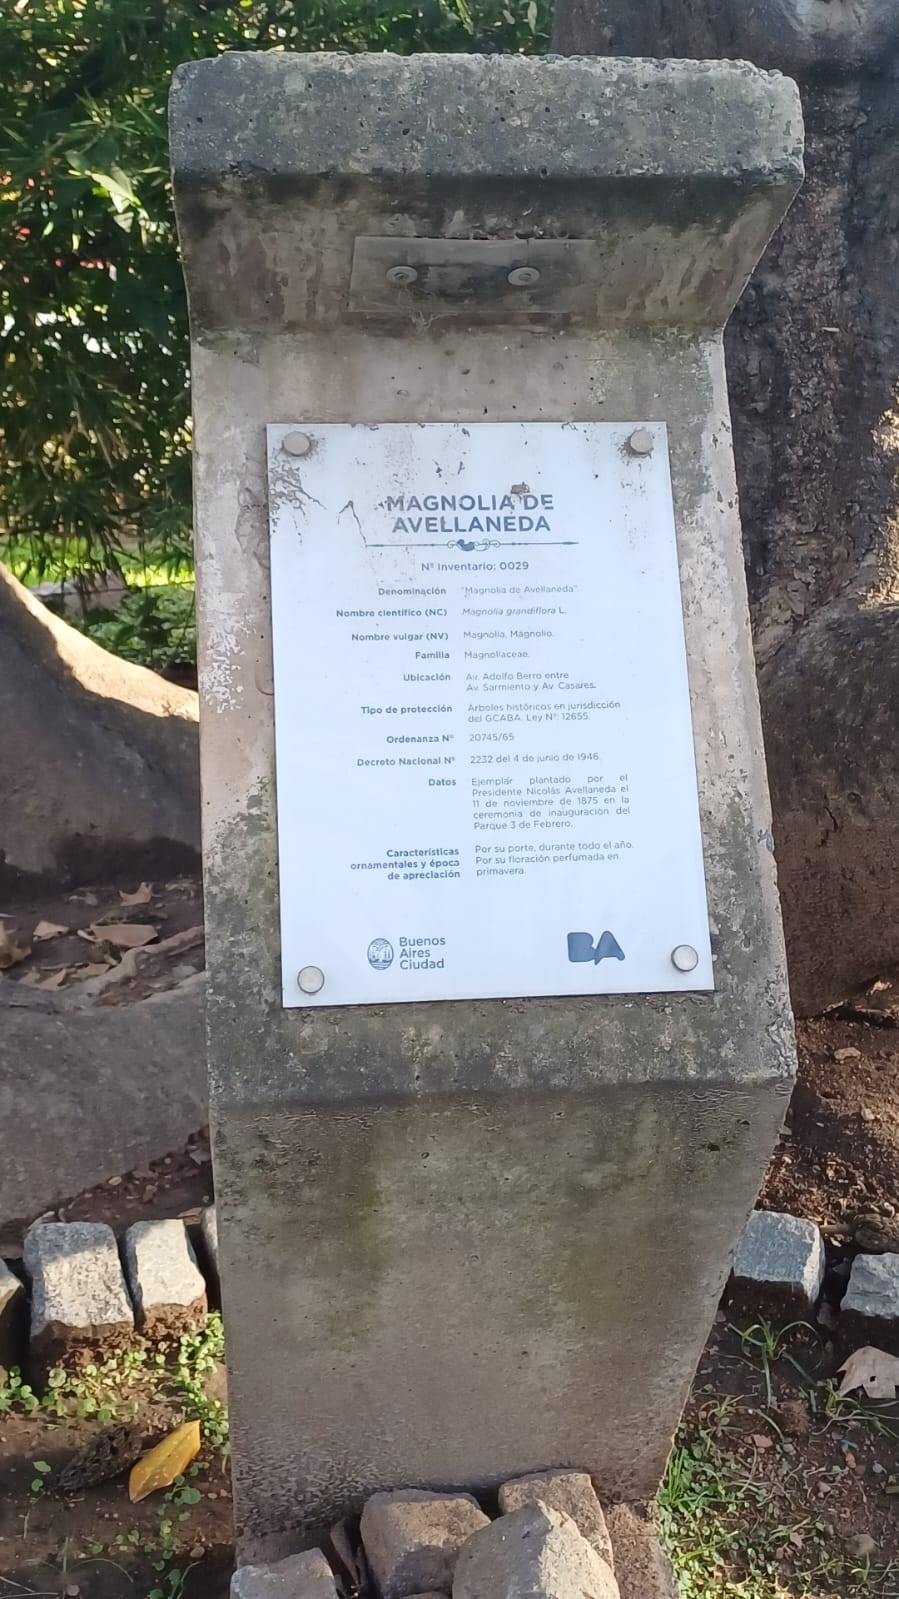 MAGNOLIA DE
AVELLANEDA
Nº Inventario: 0029
Denominación "Magnolia de Avellaneda".
Nombre científico (NC) Magnolia grandiflora L.
Nombre vulgar (NV) Magnolia, Magnolio.
Familia Magnoliaceae.
Ubicación Av. Adolfo Berro entre
Av. Sarmiento y Av. Casares.
Tipo de protección Árboles históricos en jurisdicción
del GCABA. Ley Nº: 12655.
Ordenanza Nº 20745/65
Decreto Nacional Nº 2232 del 4 de junio de 1946.
Datos Ejemplar plantado por el
Presidente Nicolás Avellaneda el
11 de noviembre de 1875 en la
ceremonia de inauguración del
Parque 3 de Febrero.
Características
ornamentales y época
de apreciación
Por su porte, durante todo el año.
Por su floración perfumada en
primavera.
Buenos
Aires
Ciudad
BA